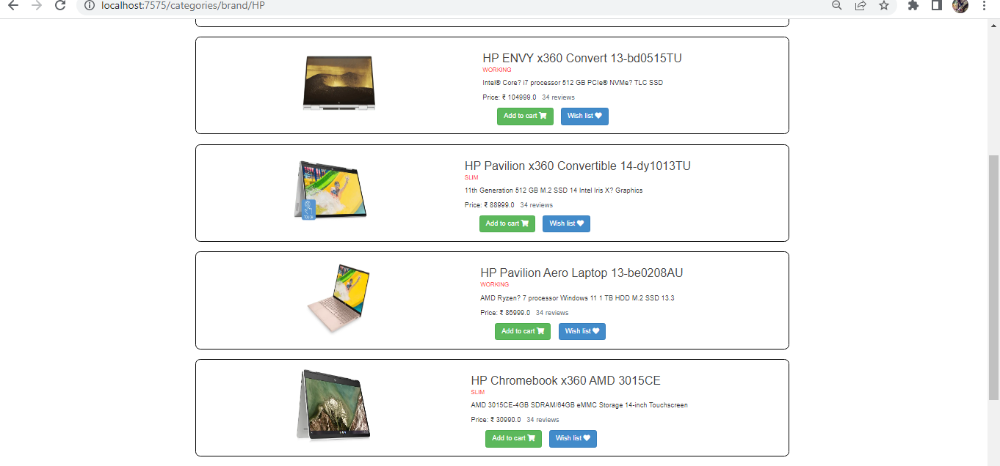 localhost:7575/categories/brand/HP
HP ENVY x360 Convert 13-bd0515TU
WORKING
Intel® Core? i7 processor 512 GB PCIe® NVMe? TLC SSD
Price: ₹ 104999.0 34 reviews
Add to cart Wish list
HP Pavilion x360 Convertible 14-dy1013TU
SLIM
11th Generation 512 GB M.2 SSD 14 Intel Iris X? Graphics
Price: ₹ 88999.0 34 reviews
TOUCH
Add to cart Wish list
HP Pavilion Aero Laptop 13-be0208AU
WORKING
AMD Ryzen? 7 processor Windows 11 1 TB HDD M.2 SSD 13.3
Price: ₹ 86999.0 34 reviews
Add to cart Wish list
HP Chromebook x360 AMD 3015CE
SLIM
AMD 3015CE-4GB SDRAM/64GB eMMC Storage 14-inch Touchscreen
Price: ₹ 30990.0 34 reviews
Add to cart Wish list